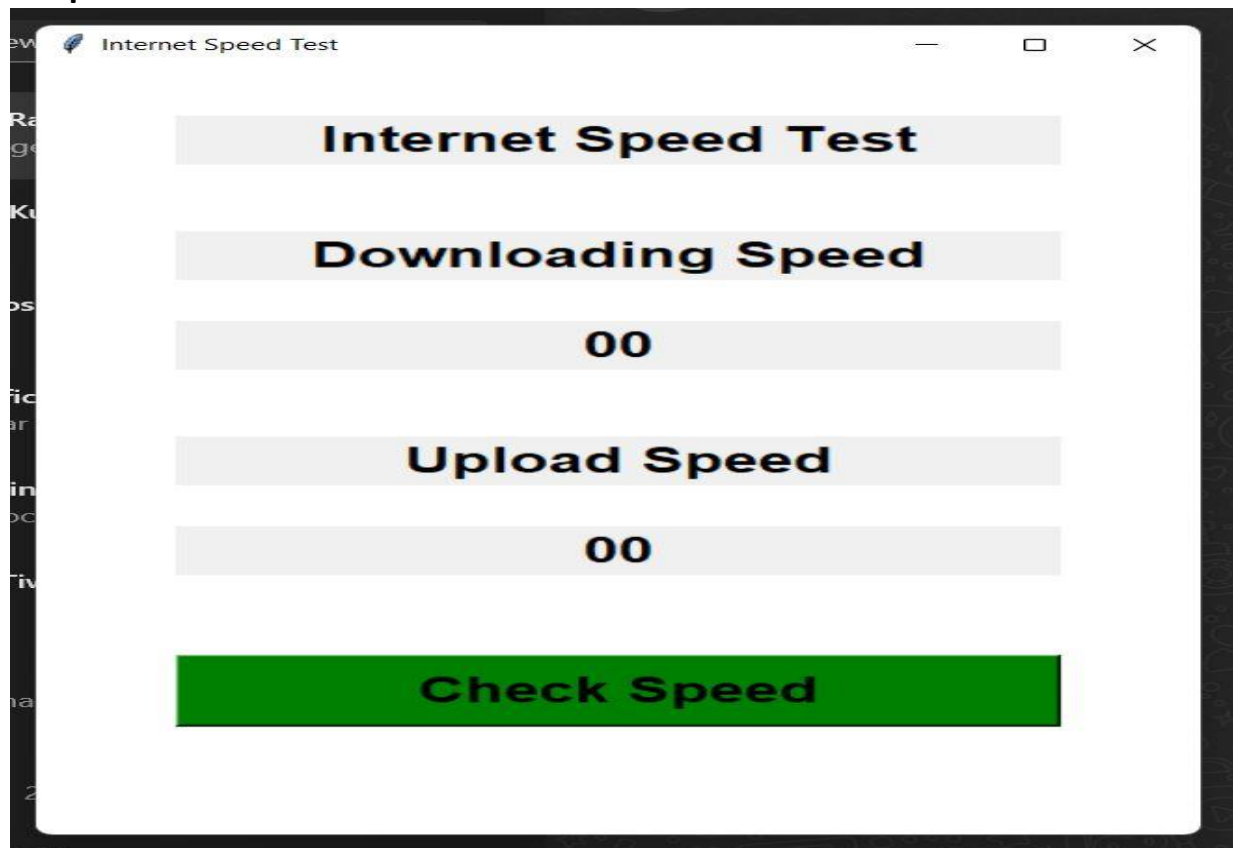 Internet Speed Test
Internet Speed Test
Downloading Speed
00
Upload Speed
00
Check Speed